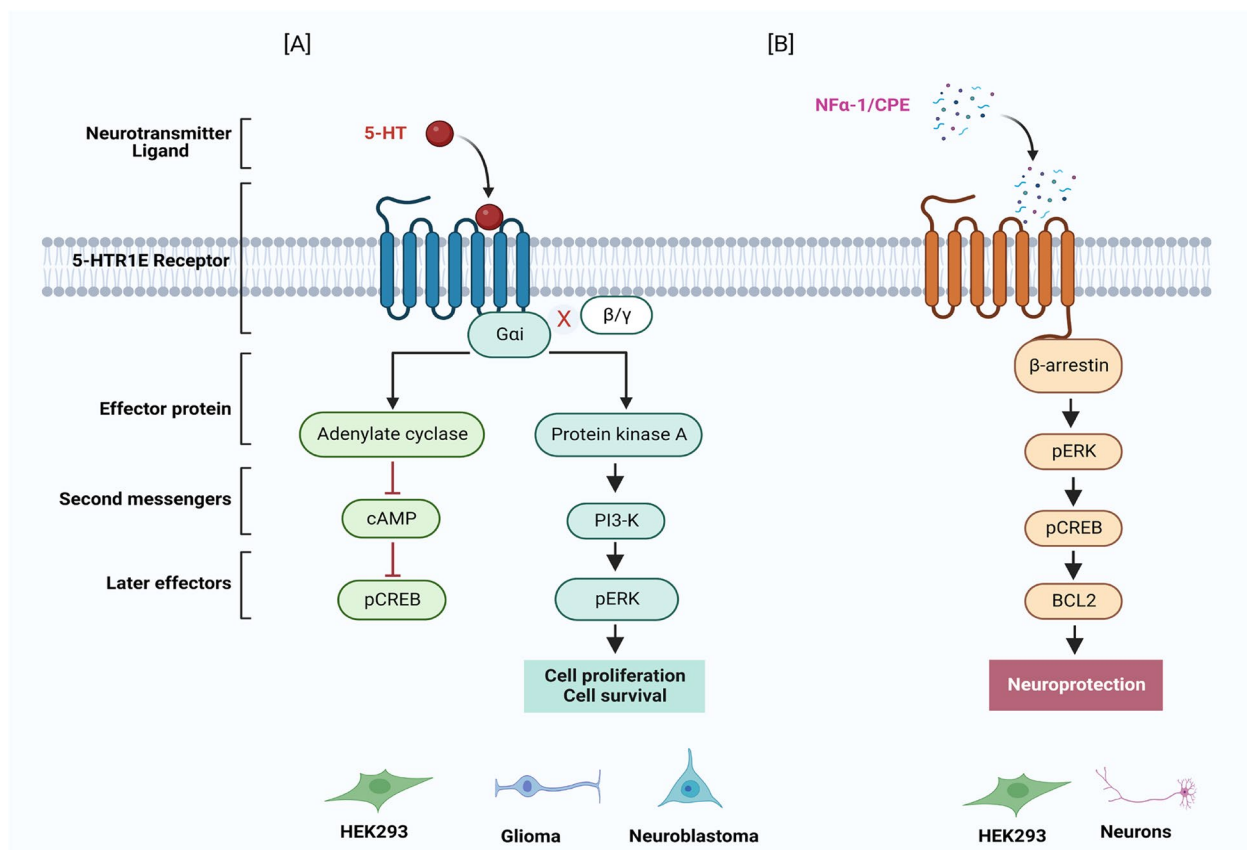 [A]
[B]
NFα-1/CPE
Neurotransmitter
Ligand
5-HT
5-HTR1E Receptor
β/γ
X
Gαi
β-arrestin
Effector protein
Adenylate cyclase
Protein kinase A
pERK
Second messengers
cAMP
PI3-K
pCREB
Later effectors
pCREB
pERK
BCL2
Cell proliferation
Cell survival
Neuroprotection
HEK293
Glioma
Neuroblastoma
HEK293
Neurons